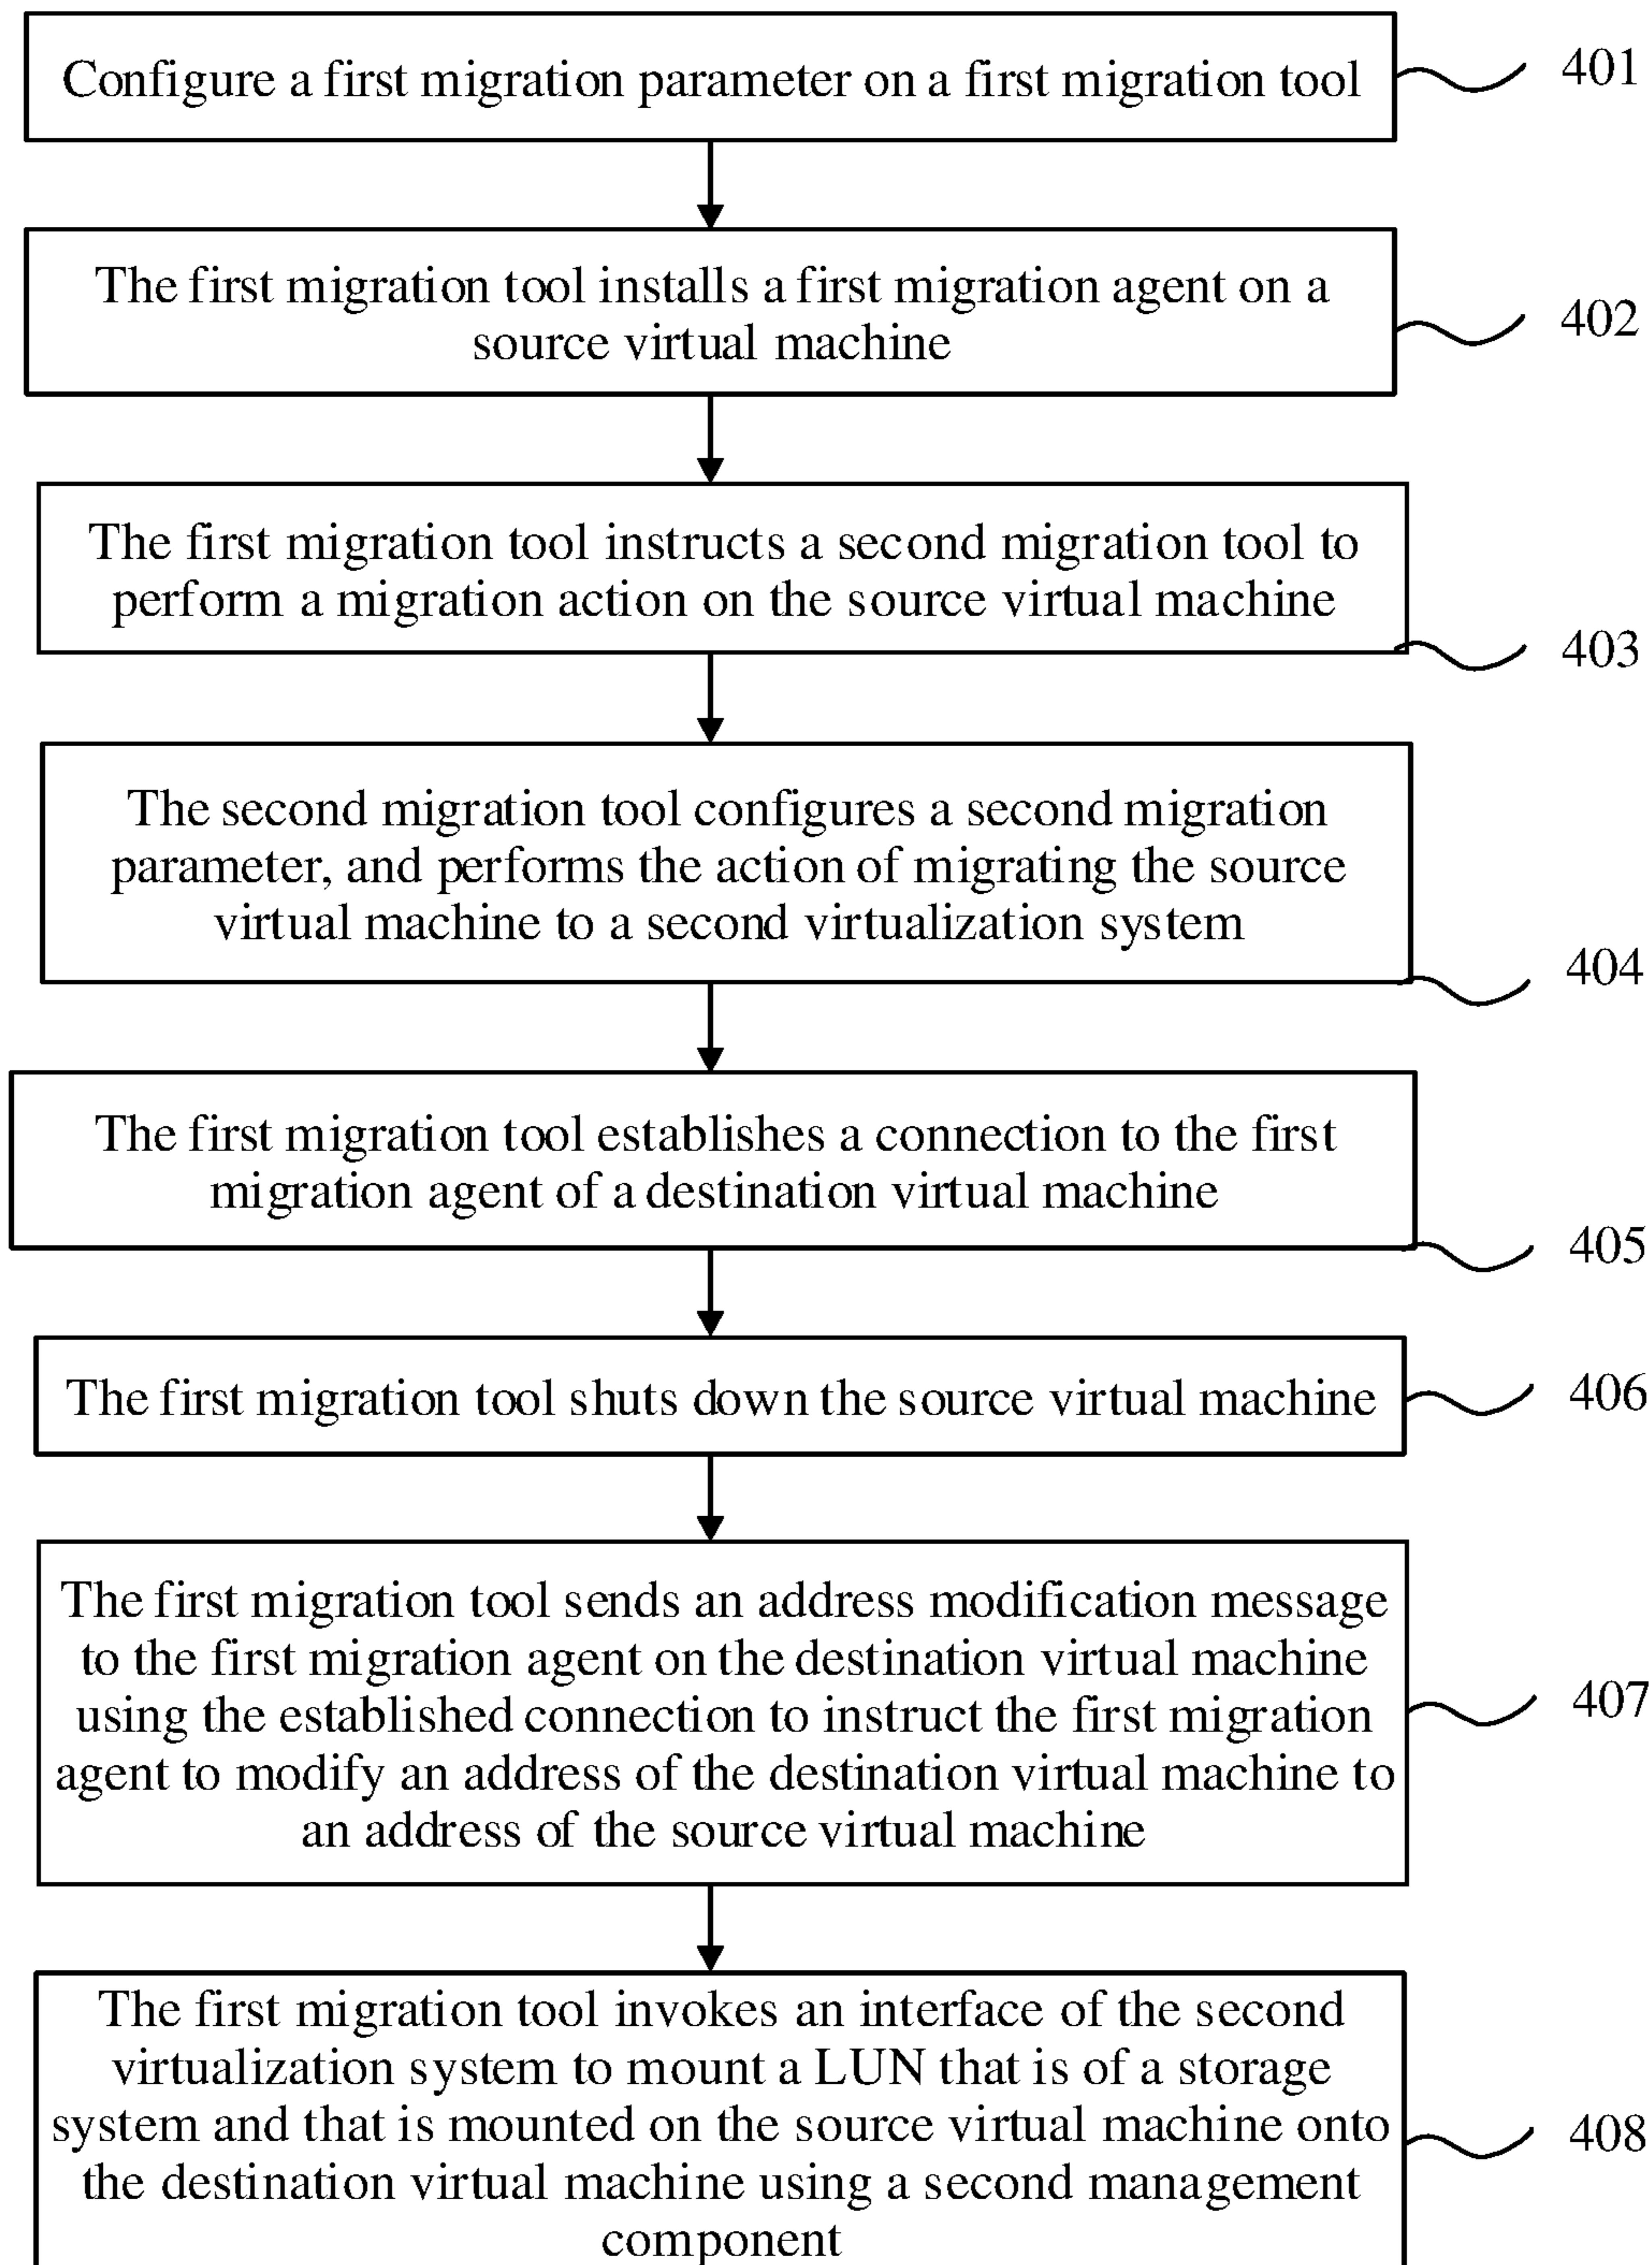 Configure a first migration parameter on a first migration tool
401
The first migration tool installs a first migration agent on a
source virtual machine
402
The first migration tool instructs a second migration tool to
perform a migration action on the source virtual machine
403
The second migration tool configures a second migration
parameter, and performs the action of migrating the source
virtual machine to a second virtualization system
404
The first migration tool establishes a connection to the first
migration agent of a destination virtual machine
405
The first migration tool shuts down the source virtual machine
406
The first migration tool sends an address modification message
to the first migration agent on the destination virtual machine
using the established connection to instruct the first migration
agent to modify an address of the destination virtual machine to
an address of the source virtual machine
407
The first migration tool invokes an interface of the second
virtualization system to mount a LUN that is of a storage
system and that is mounted on the source virtual machine onto
the destination virtual machine using a second management
component
408